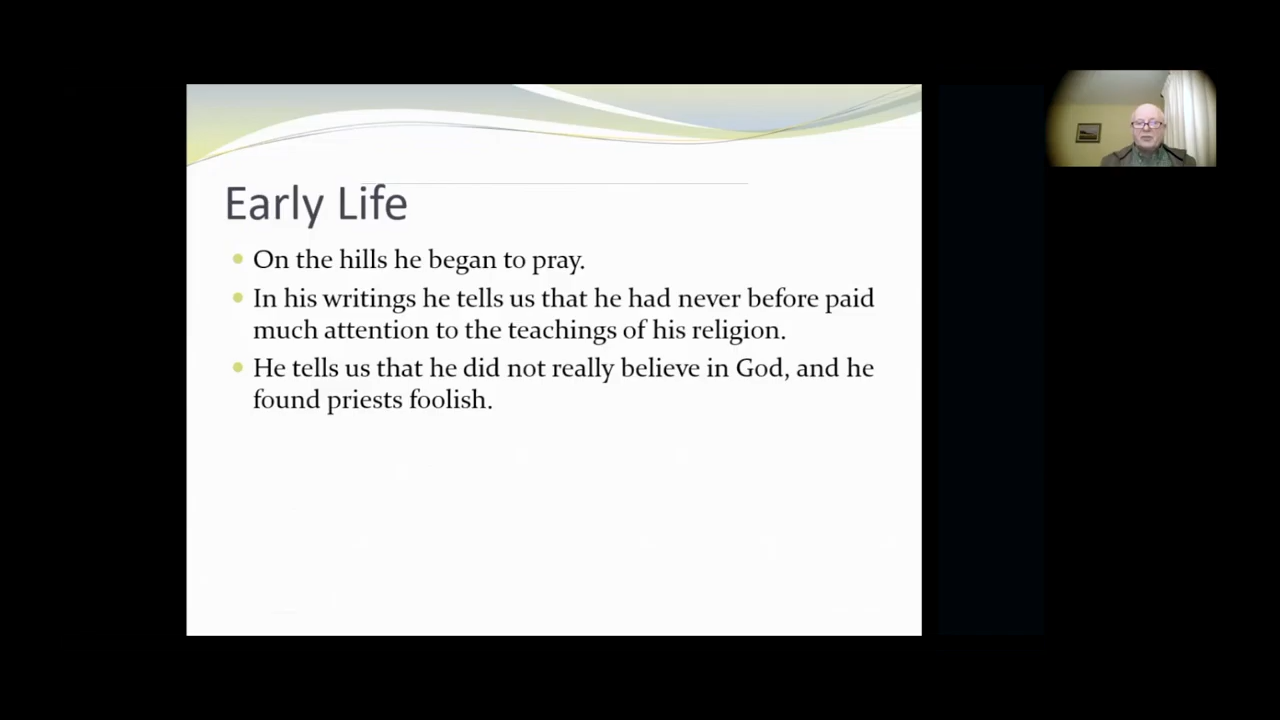 Early Life
On the hills he began to pray.
In his writings he tells us that he had never before paid
much attention to the teachings of his religion.
He tells us that he did not really believe in God, and he
found priests foolish.